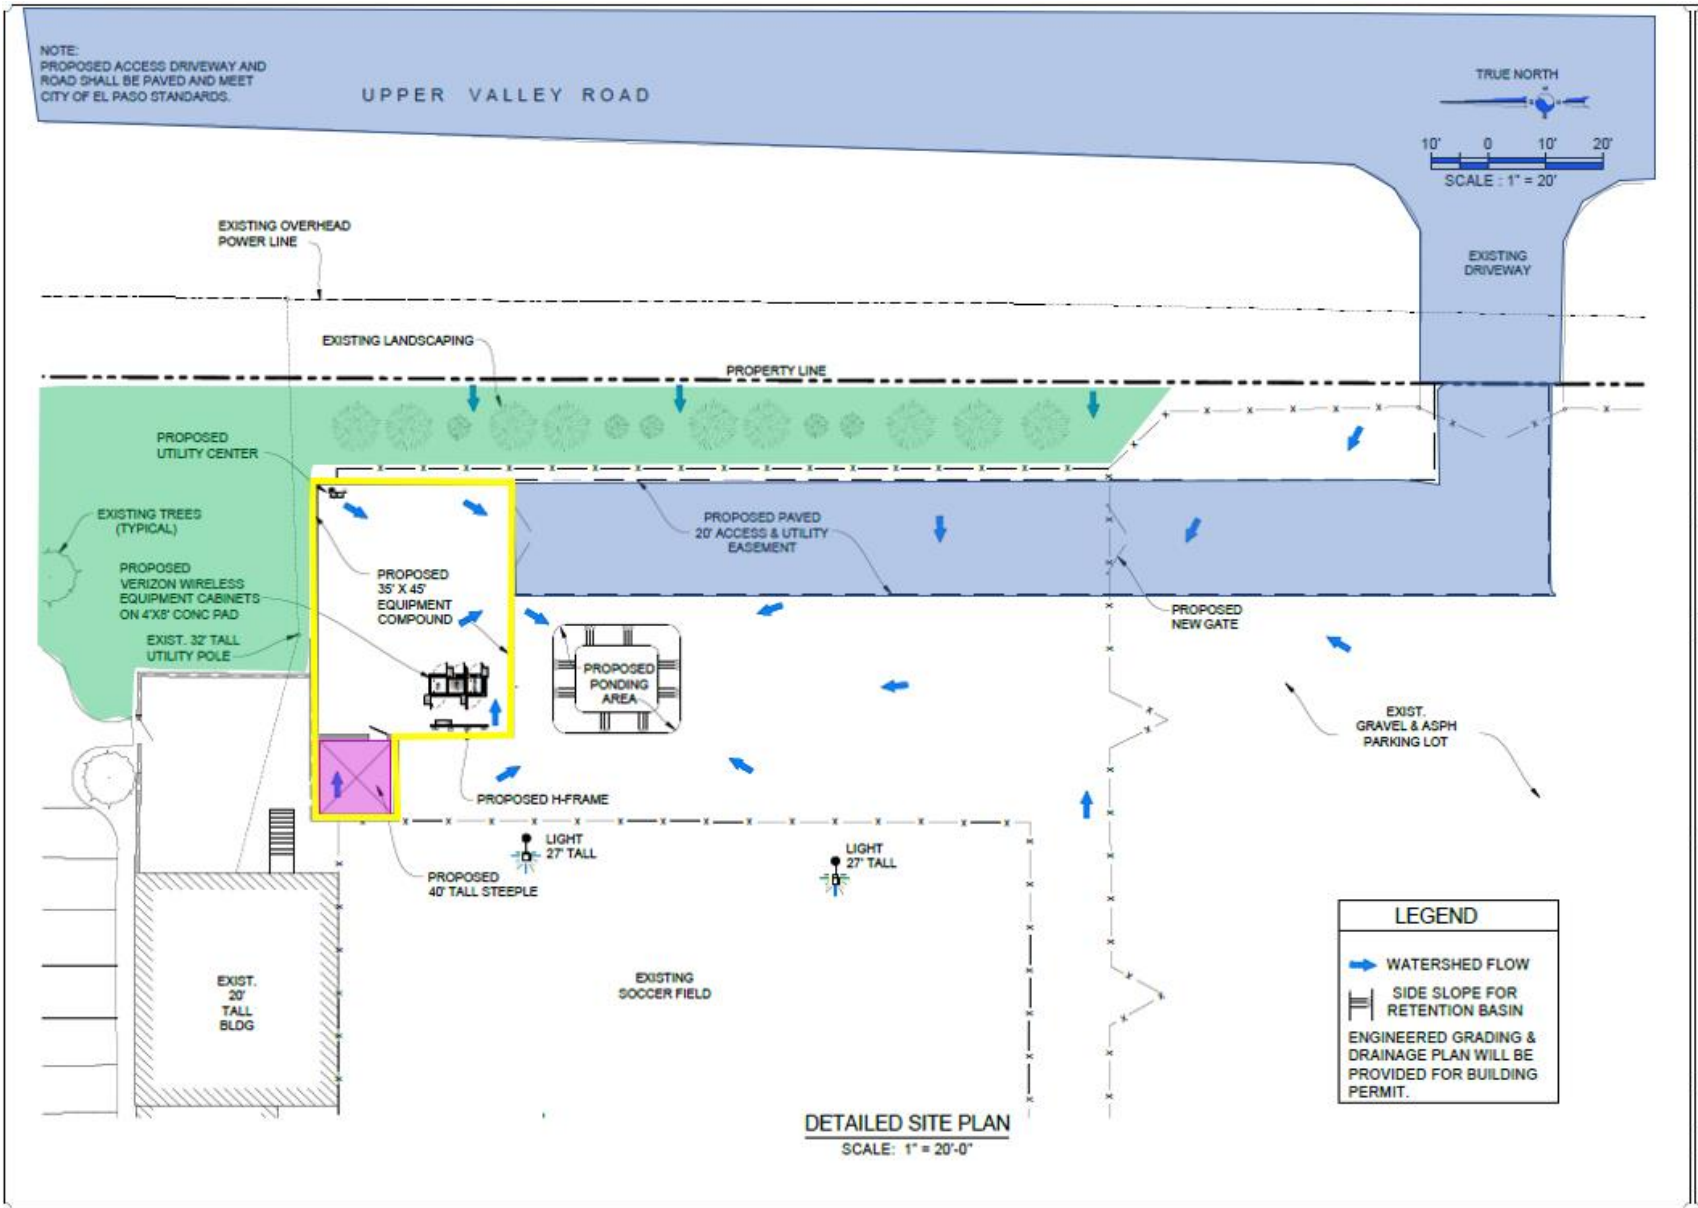 NOTE:
PROPOSED ACCESS DRIVEWAY AND
ROAD SHALL BE PAVED AND MEET
CITY OF EL PASO STANDARDS.
UPPER VALLEY ROAD
TRUE NORTH
10' 0 10' 20'
SCALE : 1" = 20'
EXISTING OVERHEAD
POWER LINE
EXISTING
DRIVEWAY
EXISTING LANDSCAPING
PROPERTY LINE
PROPOSED
UTILITY CENTER
EXISTING TREES
(TYPICAL)
PROPOSED PAVED
20' ACCESS & UTILITY
EASEMENT
PROPOSED
VERIZON WIRELESS
EQUIPMENT CABINETS
ON 4'X8' CONC PAD
PROPOSED
35' X 45'
EQUIPMENT
COMPOUND
PROPOSED
NEW GATE
EXIST. 32' TALL
UTILITY POLE
PROPOSED
PONDING
AREA
EXIST.
GRAVEL & ASPH
PARKING LOT
PROPOSED H-FRAME
LIGHT
27' TALL
LIGHT
27' TALL
PROPOSED
40' TALL STEEPLE
EXIST.
20'
TALL
BLDG
EXISTING
SOCCER FIELD
LEGEND
WATERSHED FLOW
SIDE SLOPE FOR
RETENTION BASIN
ENGINEERED GRADING &
DRAINAGE PLAN WILL BE
PROVIDED FOR BUILDING
PERMIT.
DETAILED SITE PLAN
SCALE: 1" = 20'-0"